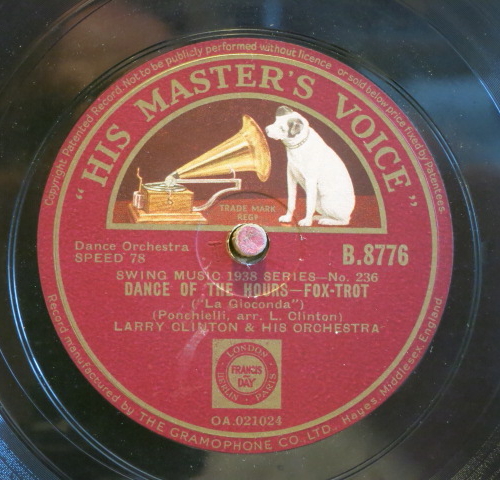 Copyright Patented Record. Not to be publicly performed without licence or sold below price fixed by Patentees.
"HIS MASTER'S VOICE"
TRADE MARK
REGD
Dance Orchestra
SPEED 78
B.8776
SWING MUSIC 1938 SERIES—No. 236
DANCE OF THE HOURS—FOX-TROT
("La Gioconda")
(Ponchielli, arr. L. Clinton)
LARRY CLINTON & HIS ORCHESTRA
LONDON
FRANCIS
DAY
BERLIN - PARIS
OA.021024
Record manufactured by THE GRAMOPHONE CO., LTD., Hayes, Middlesex, England.